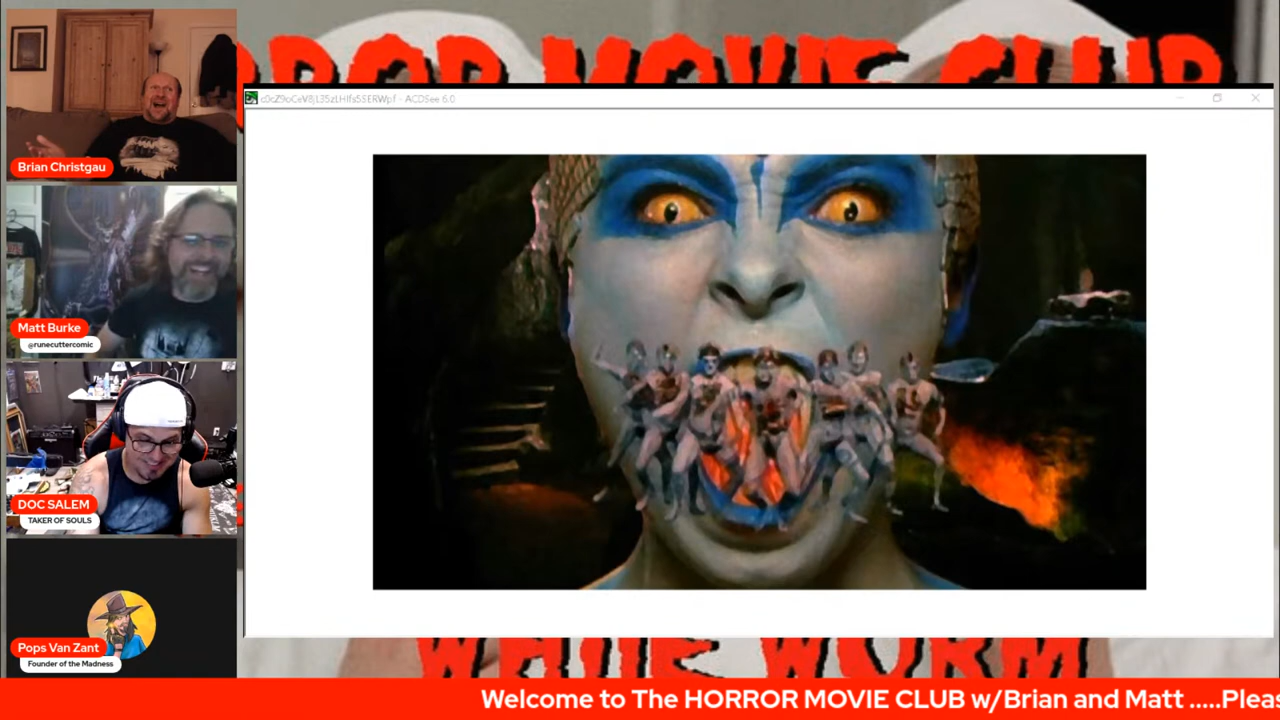 HORROR MOVIE CLUB
ACDSee 6.0
Brian Christgau
Matt Burke
@runecuttercomic
DOC SALEM
TAKER OF SOULS
Pops Van Zant
Founder of the Madness
WHITE WORM
Welcome to The HORROR MOVIE CLUB w/Brian and Matt .....Pleas